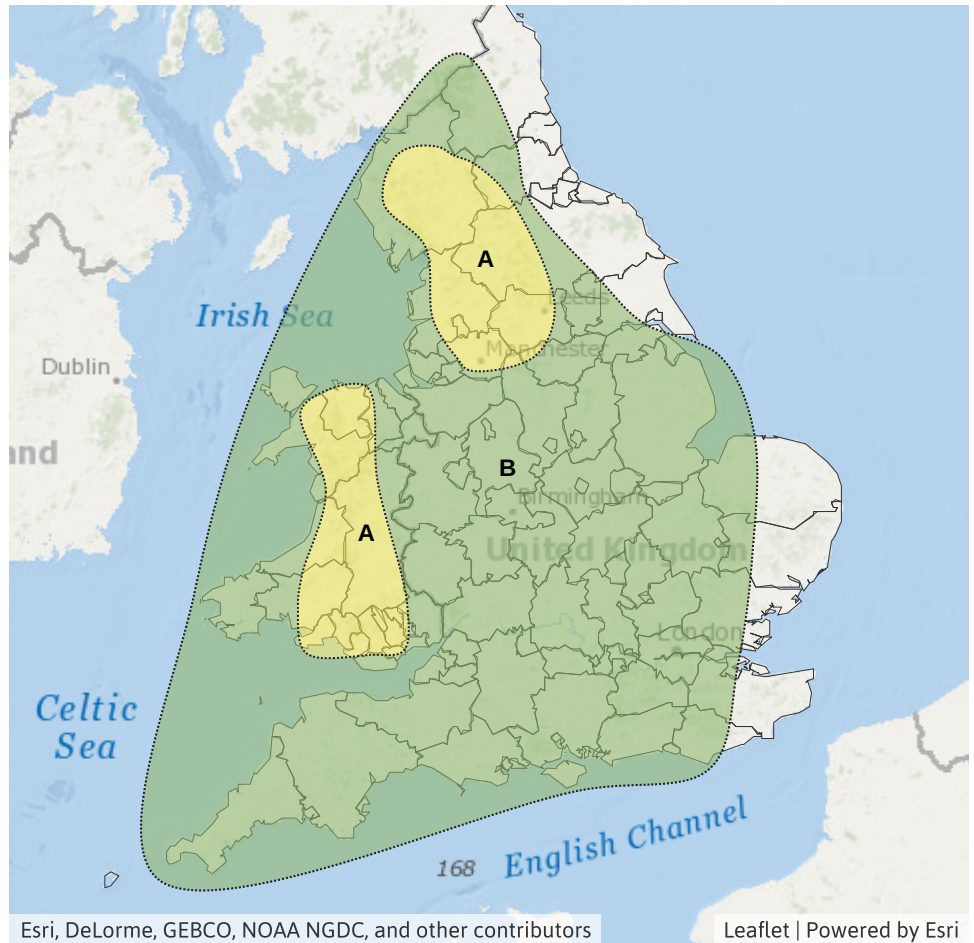 A
Leeds
Irish Sea
Manchester
Dublin
and
B
Birmingham
A
United Kingdom
London
Celtic
Sea
English Channel
168
Esri, DeLorme, GEBCO, NOAA NGDC, and other contributors
Leaflet | Powered by Esri